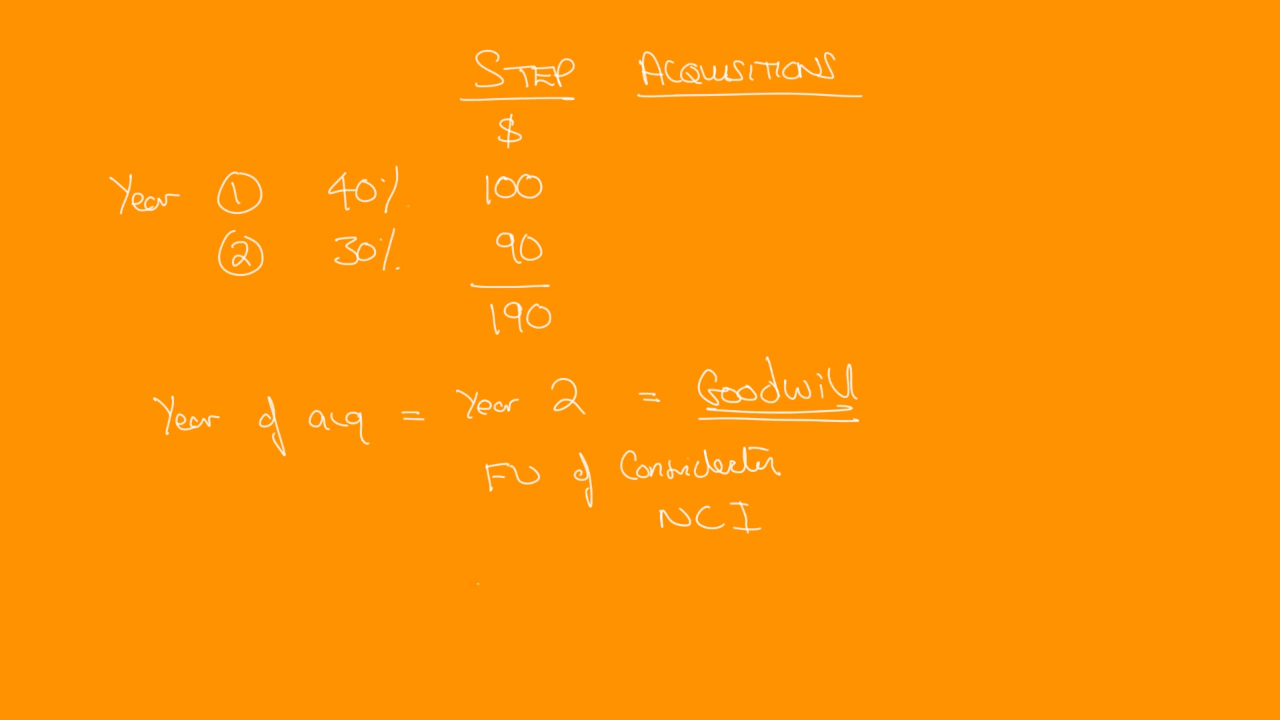 STEP ACQUISITIONS
$
Year 1 40% 100
2 30% 90
190
Year of acq = Year 2 = Goodwill
FV of Consideration
NCI